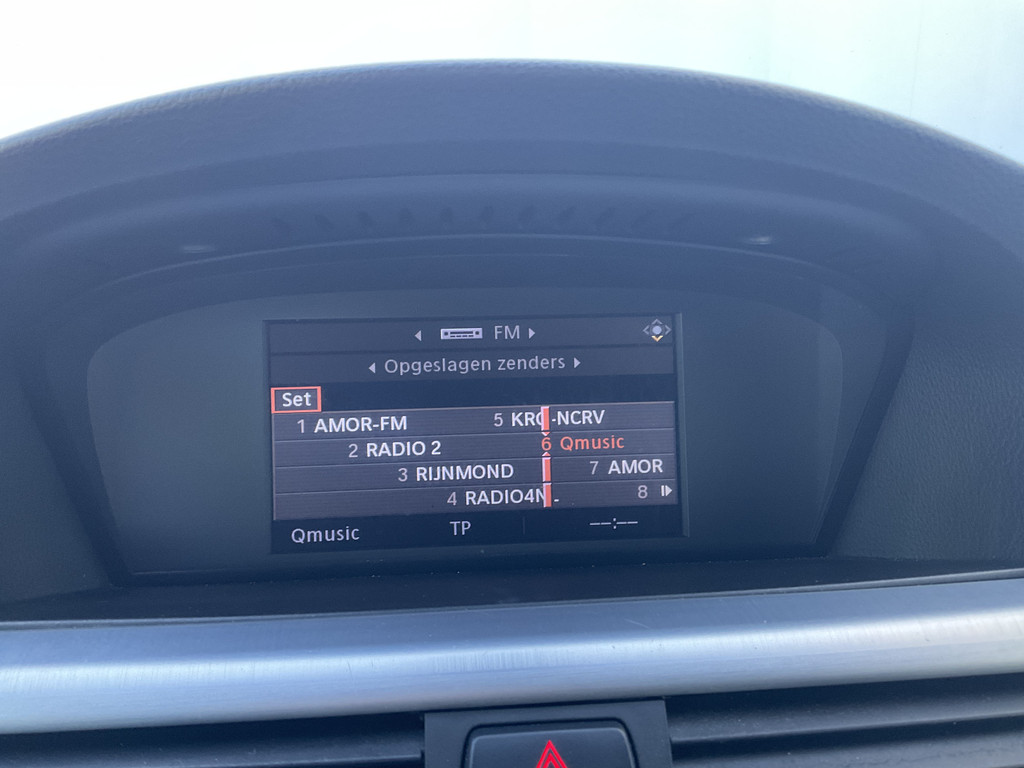 FM
Opgeslagen zenders
Set
1 AMOR-FM 5 KRO-NCRV
2 RADIO 2 6 Qmusic
3 RIJNMOND 7 AMOR
4 RADIO4NL 8
Qmusic TP --:--